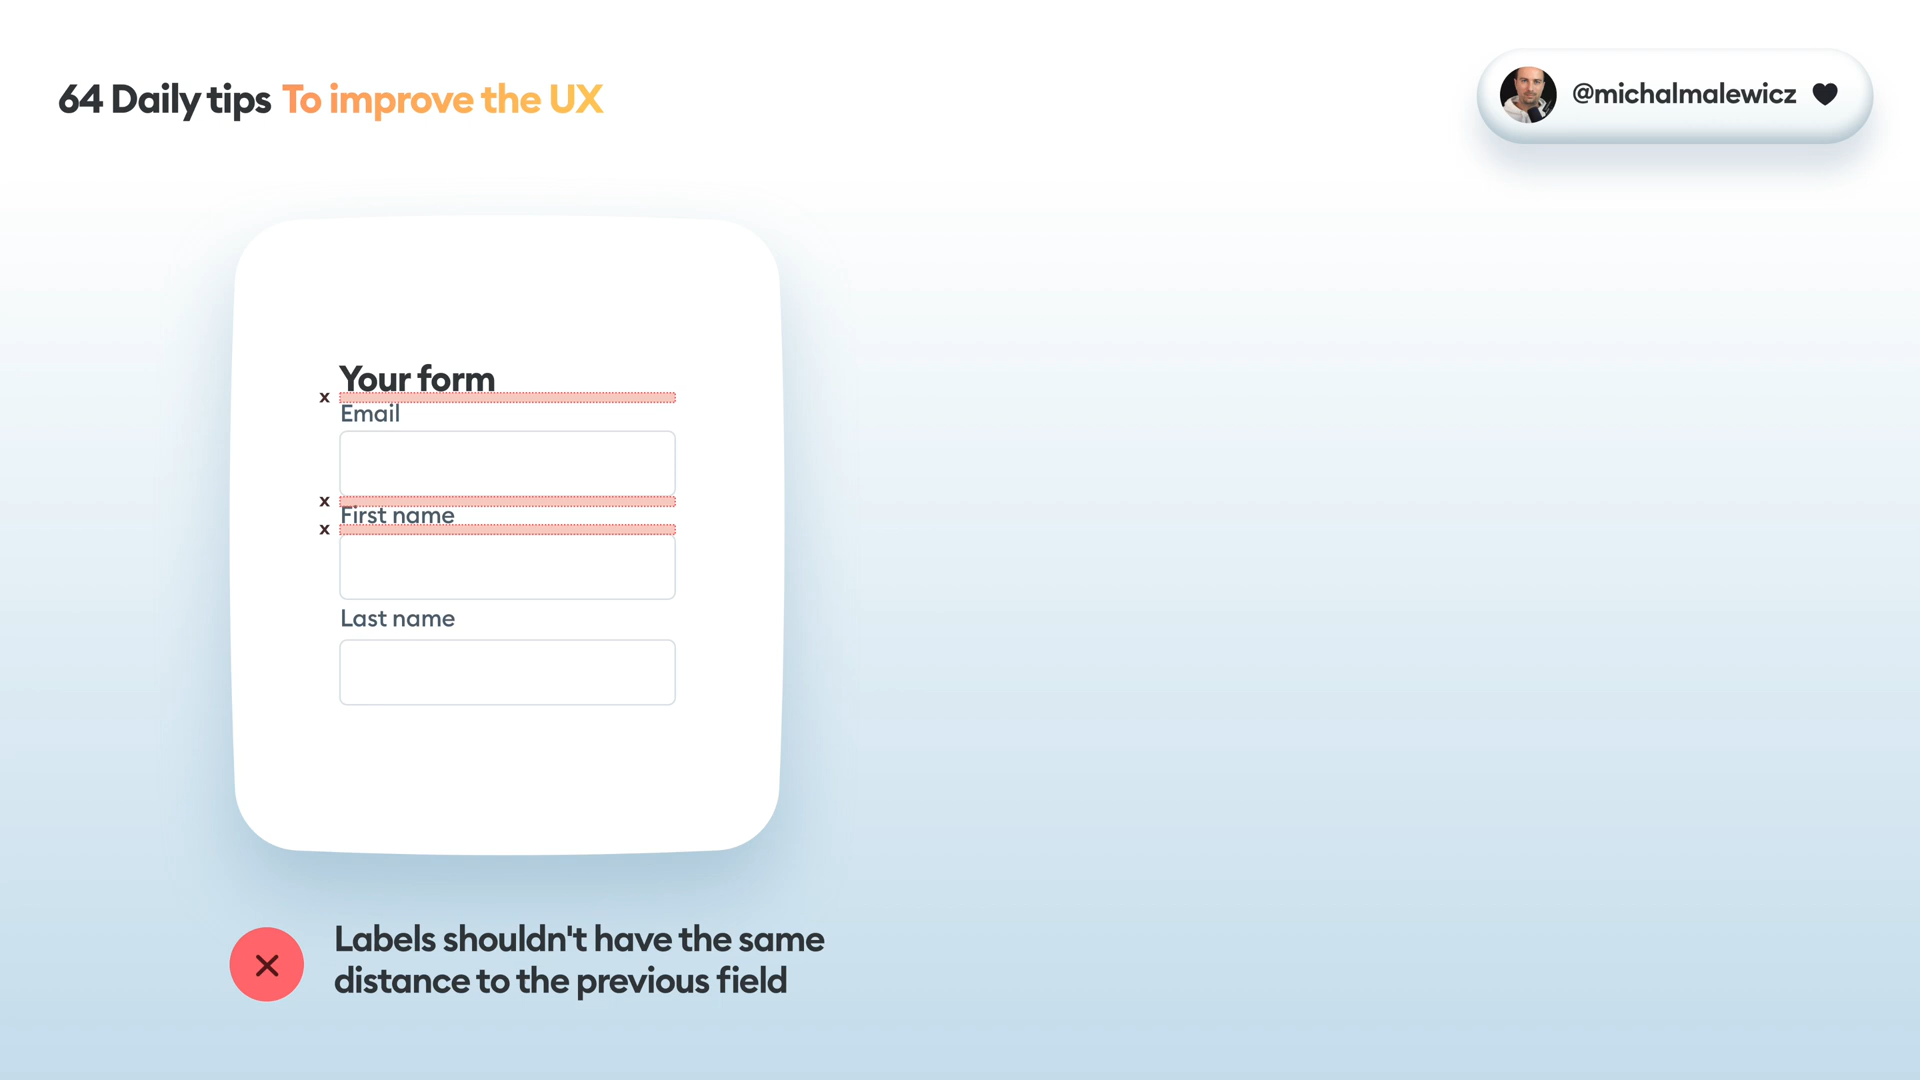 64 Daily tips To improve the UX
@michalmalewicz
Your form
x
Email
x
First name
x
Last name
Labels shouldn't have the same
distance to the previous field